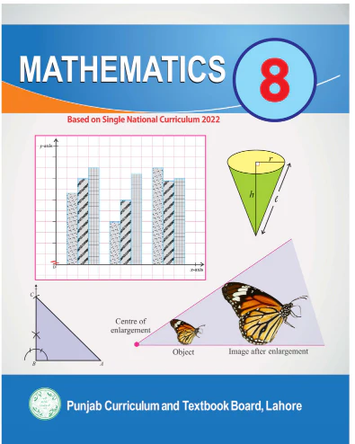 MATHEMATICS 8
Based on Single National Curriculum 2022
y-axis
x-axis
r
h
ℓ
C
B
A
Centre of
enlargement
Object
Image after enlargement
Punjab Curriculum and Textbook Board, Lahore